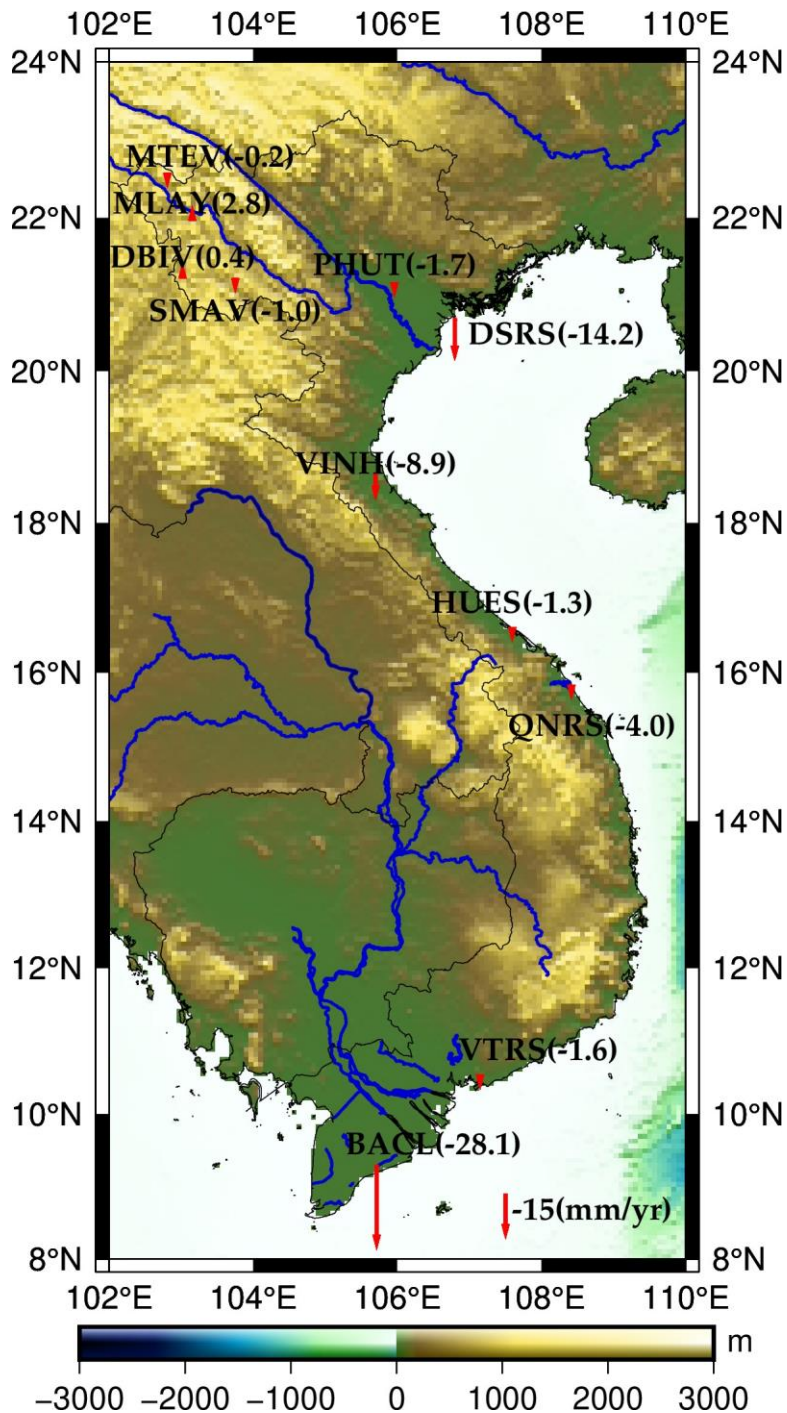 102°E 104°E 106°E 108°E 110°E
24°N 24°N
MTEV(-0.2)
MLAY(2.8)
22°N 22°N
DBIV(0.4) PHUT(-1.7)
SMAV(-1.0)
DSRS(-14.2)
20°N 20°N
VINH(-8.9)
18°N 18°N
HUES(-1.3)
16°N 16°N
QNRS(-4.0)
14°N 14°N
12°N 12°N
VTRS(-1.6)
10°N 10°N
BACL(-28.1)
-15(mm/yr)
8°N 8°N
102°E 104°E 106°E 108°E 110°E
m
−3000 −2000 −1000 0 1000 2000 3000